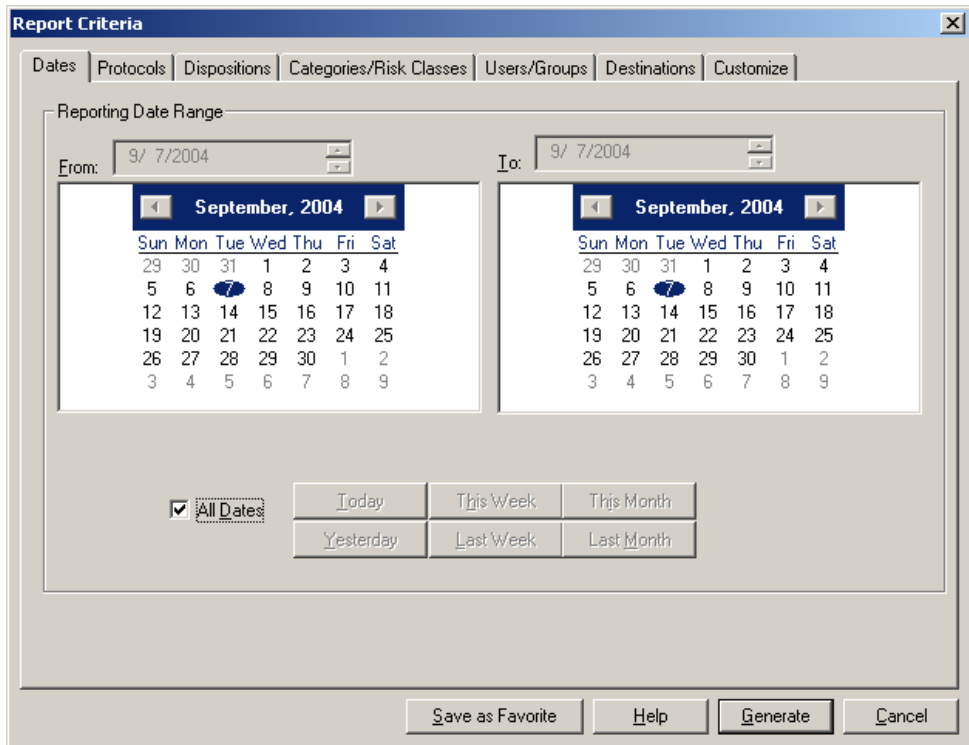 Report Criteria
Dates Protocols Dispositions Categories/Risk Classes Users/Groups Destinations Customize
Reporting Date Range
From: 9/ 7/2004
To: 9/ 7/2004
September, 2004
Sun Mon Tue Wed Thu Fri Sat
29 30 31 1 2 3 4
5 6 7 8 9 10 11
12 13 14 15 16 17 18
19 20 21 22 23 24 25
26 27 28 29 30 1 2
3 4 5 6 7 8 9
September, 2004
Sun Mon Tue Wed Thu Fri Sat
29 30 31 1 2 3 4
5 6 7 8 9 10 11
12 13 14 15 16 17 18
19 20 21 22 23 24 25
26 27 28 29 30 1 2
3 4 5 6 7 8 9
All Dates Today This Week This Month
Yesterday Last Week Last Month
Save as Favorite Help Generate Cancel